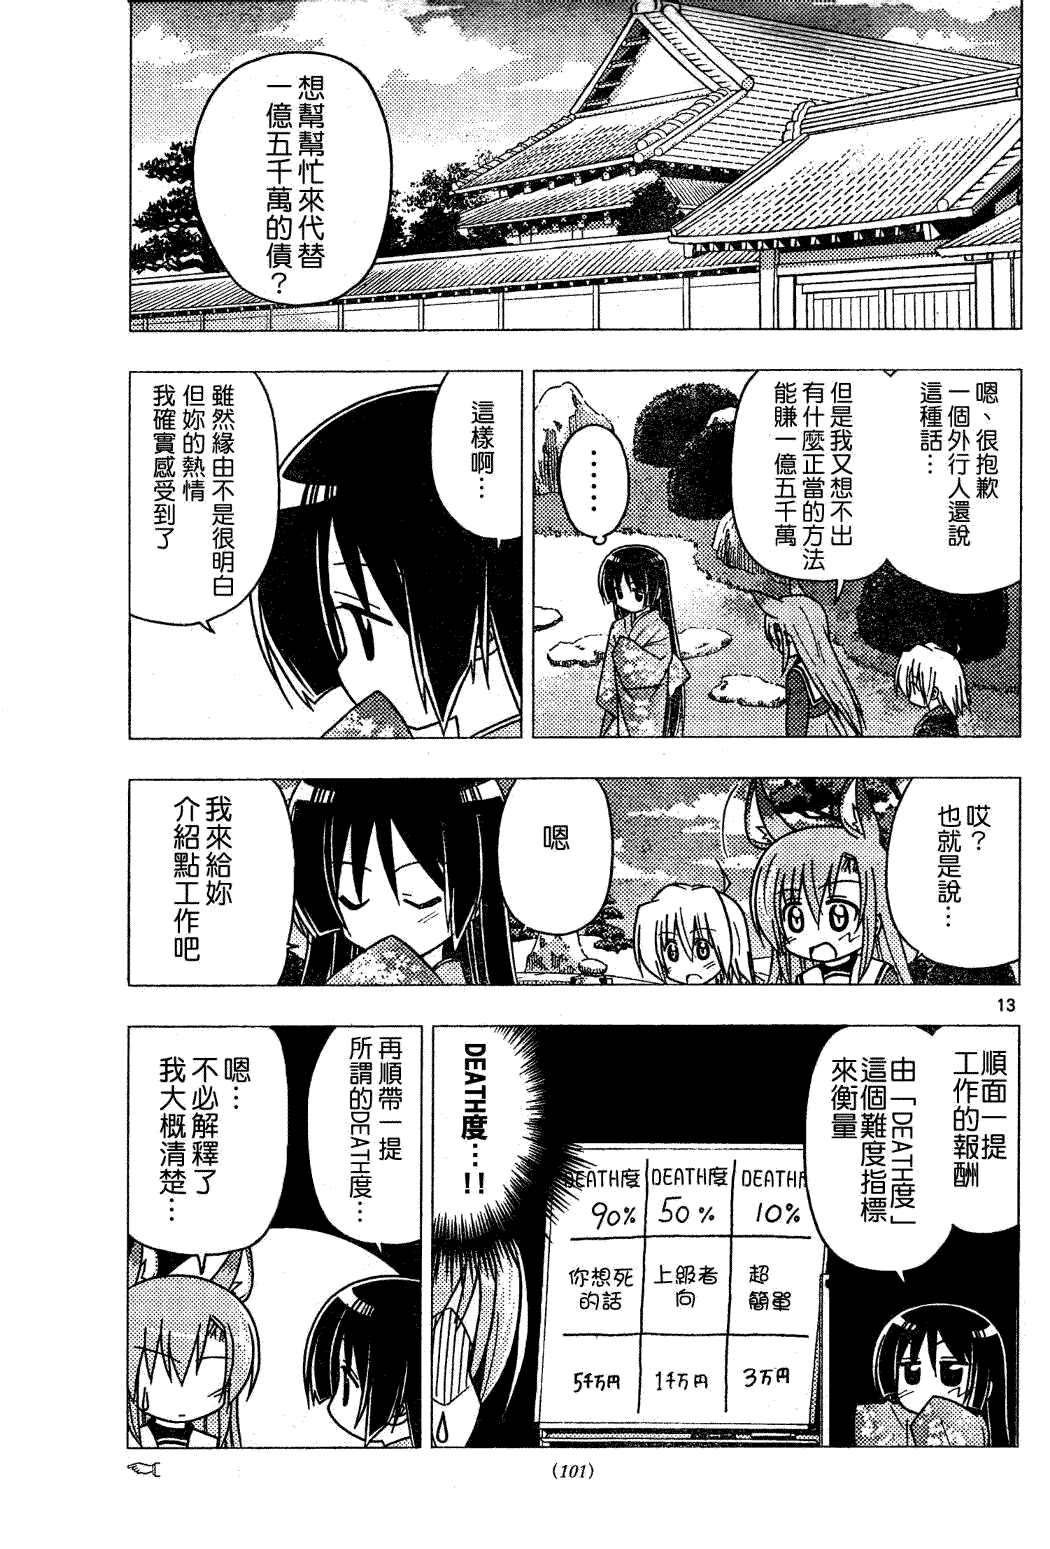 想幫幫忙來代替
一億五千萬的債？
嗯、很抱歉
一個外行人還說
這種話…
但是我又想不出
有什麼正當的方法
能賺一億五千萬
……
這樣啊…
雖然緣由不是很明白
但妳的熱情
我確實感受到了
哎？
也就是說…
嗯
我來給妳
介紹點工作吧
13
順面一提
工作的報酬
由「DEATH度」
這個難度指標
來衡量
DEATH度 DEATH度 DEATH
90% 50% 10%
你想死的話 上級者向 超簡單
5千万円 1千万円 3万円
DEATH度…!!
再順帶一提
所謂的DEATH度…
嗯…
不必解釋了
我大概清楚…
(101)